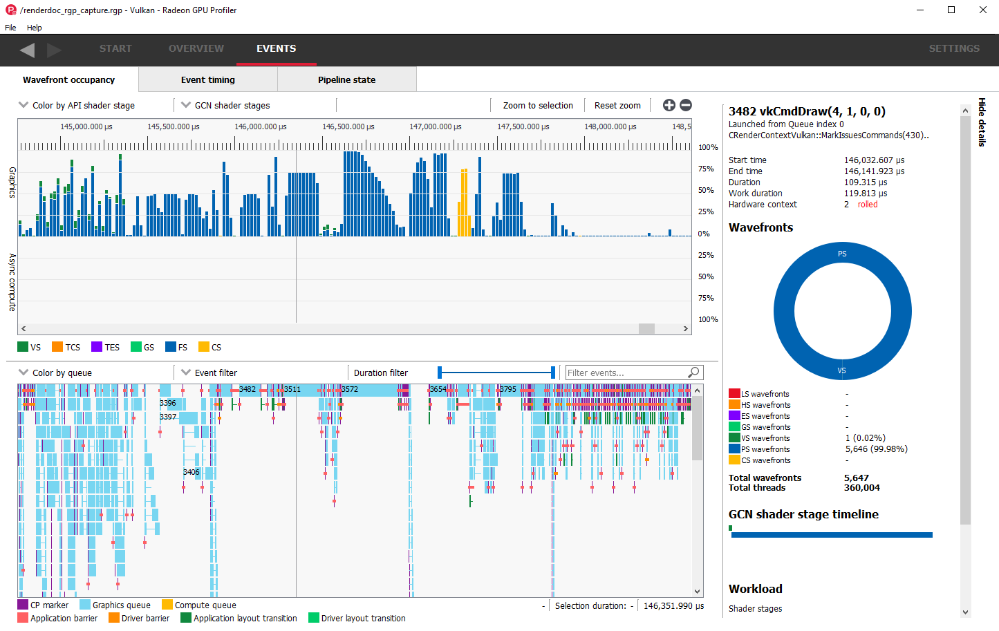 /renderdoc_rgp_capture.rgp - Vulkan - Radeon GPU Profiler
File Help
START OVERVIEW EVENTS SETTINGS
Wavefront occupancy Event timing Pipeline state
Color by API shader stage GCN shader stages Zoom to selection Reset zoom
145,000.000 µs 145,500.000 µs 146,000.000 µs 146,500.000 µs 147,000.000 µs 147,500.000 µs 148,000.000 µs 148,5
100%
75%
50%
25%
0%
25%
50%
75%
100%
Graphics
Async compute
VS TCS TES GS FS CS
Color by queue Event filter Duration filter Filter events...
3482 3511 3572 3654 3795
3396
3397
3406
CP marker Graphics queue Compute queue - Selection duration: - 146,351.990 µs
Application barrier Driver barrier Application layout transition Driver layout transition
Hide details
3482 vkCmdDraw(4, 1, 0, 0)
Launched from Queue index 0
CRenderContextVulkan::MarkIssuesCommands(430)..
Start time 146,032.607 µs
End time 146,141.923 µs
Duration 109.315 µs
Work duration 119.813 µs
Hardware context 2 rolled
Wavefronts
PS
VS
LS wavefronts -
HS wavefronts -
ES wavefronts -
GS wavefronts -
VS wavefronts 1 (0.02%)
PS wavefronts 5,646 (99.98%)
CS wavefronts -
Total wavefronts 5,647
Total threads 360,004
GCN shader stage timeline
Workload
Shader stages